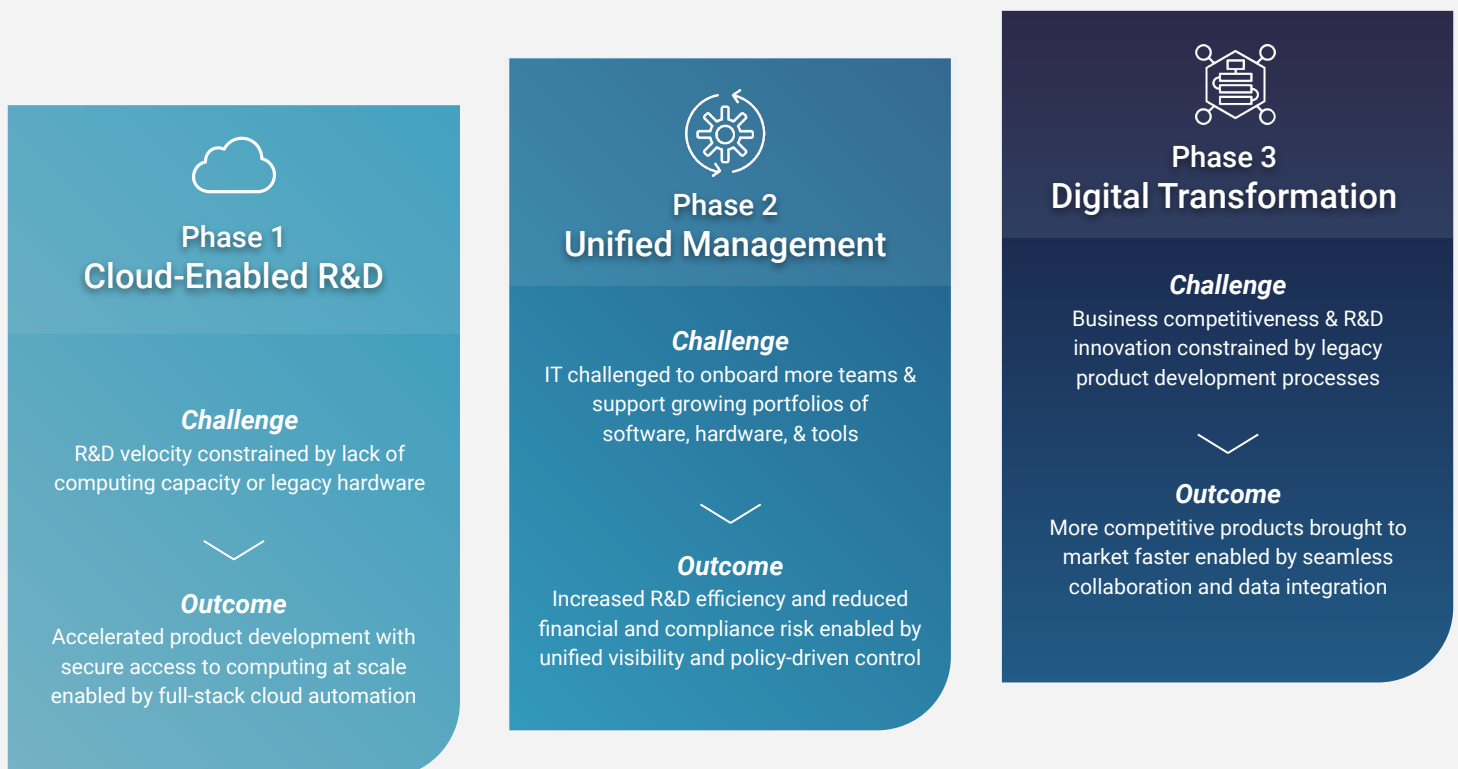 Phase 1
Cloud-Enabled R&D
Challenge
R&D velocity constrained by lack of
computing capacity or legacy hardware
Outcome
Accelerated product development with
secure access to computing at scale
enabled by full-stack cloud automation
Phase 2
Unified Management
Challenge
IT challenged to onboard more teams &
support growing portfolios of
software, hardware, & tools
Outcome
Increased R&D efficiency and reduced
financial and compliance risk enabled by
unified visibility and policy-driven control
Phase 3
Digital Transformation
Challenge
Business competitiveness & R&D
innovation constrained by legacy
product development processes
Outcome
More competitive products brought to
market faster enabled by seamless
collaboration and data integration